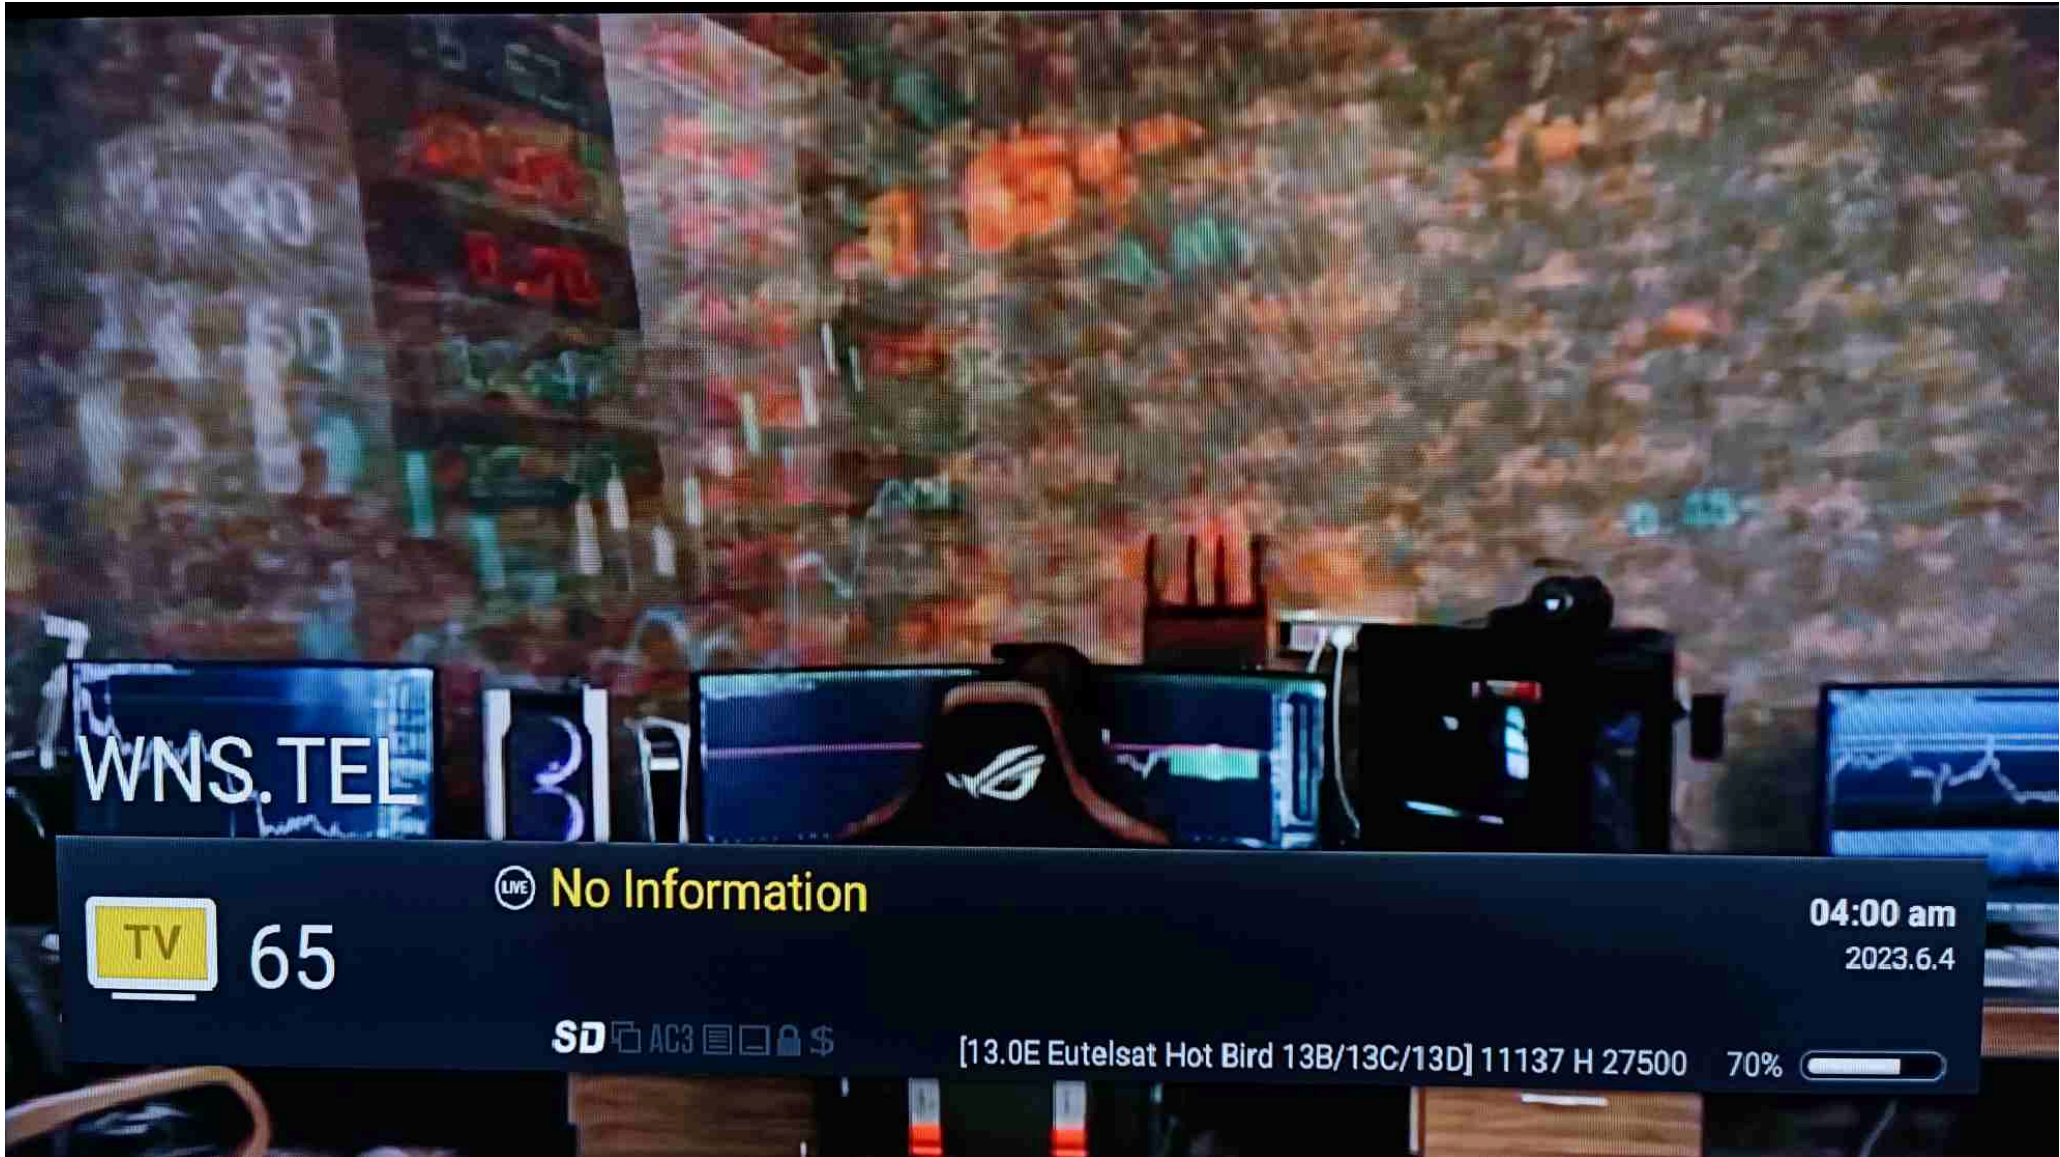 WNS.TEL
LIVE No Information
04:00 am
TV 65
2023.6.4
SD AC3 $
[13.0E Eutelsat Hot Bird 13B/13C/13D] 11137 H 27500 70%